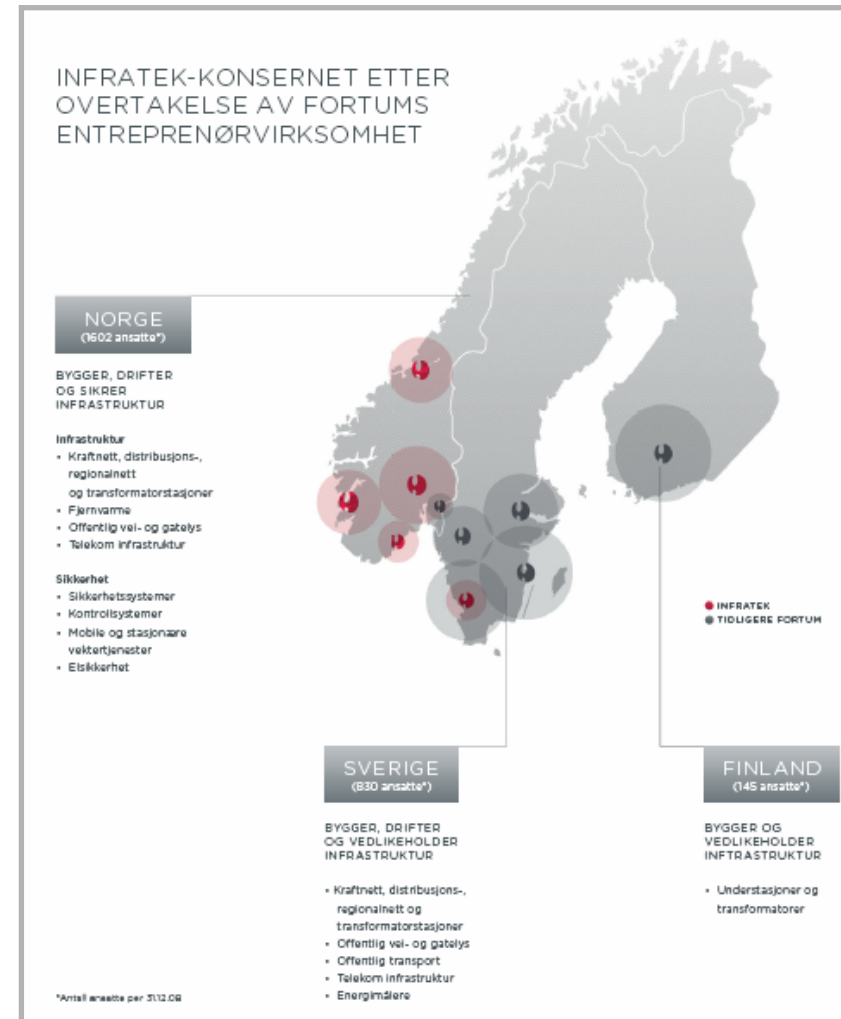 INFRATEK-KONSERNET ETTER
OVERTAKELSE AV FORTUMS
ENTREPRENØRVIRKSOMHET
NORGE
(1602 ansatte*)
BYGGER, DRIFTER
OG SIKRER
INFRASTRUKTUR
Infrastruktur
• Kraftnett, distribusjons-,
regionalnett
og transformatorstasjoner
• Fjernvarme
• Offentlig vei- og gatelys
• Telekom infrastruktur
Sikkerhet
• Sikkerhetssystemer
• Kontrollsystemer
• Mobile og stasjonære
vektertjenester
• Elsikkerhet
INFRATEK
TIDLIGERE FORTUM
SVERIGE
(830 ansatte*)
BYGGER, DRIFTER
OG VEDLIKEHOLDER
INFRASTRUKTUR
• Kraftnett, distribusjons-,
regionalnett og
transformatorstasjoner
• Offentlig vei- og gatelys
• Offentlig transport
• Telekom infrastruktur
• Energimålere
FINLAND
(145 ansatte*)
BYGGER OG
VEDLIKEHOLDER
INFTRASTRUKTUR
• Understasjoner og
transformatorer
*Antall ansatte per 31.12.08